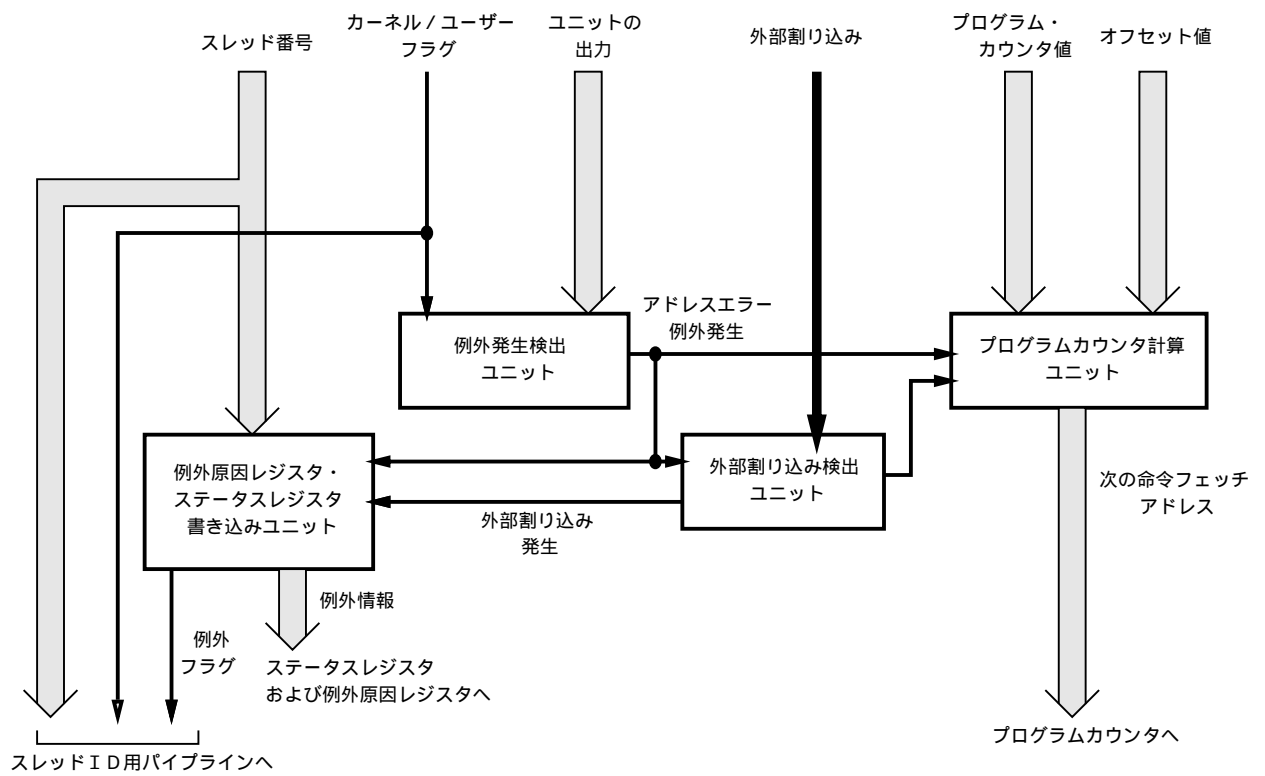 スレッド番号
カーネル / ユーザー
フラグ
ユニットの
出力
外部割り込み
プログラム・
カウンタ値
オフセット値
アドレスエラー
例外発生
例外発生検出
ユニット
プログラムカウンタ計算
ユニット
例外原因レジスタ・
ステータスレジスタ
書き込みユニット
外部割り込み検出
ユニット
外部割り込み
発生
次の命令フェッチ
アドレス
例外情報
例外
フラグ
ステータスレジスタ
および例外原因レジスタへ
プログラムカウンタへ
スレッドＩＤ用パイプラインへ